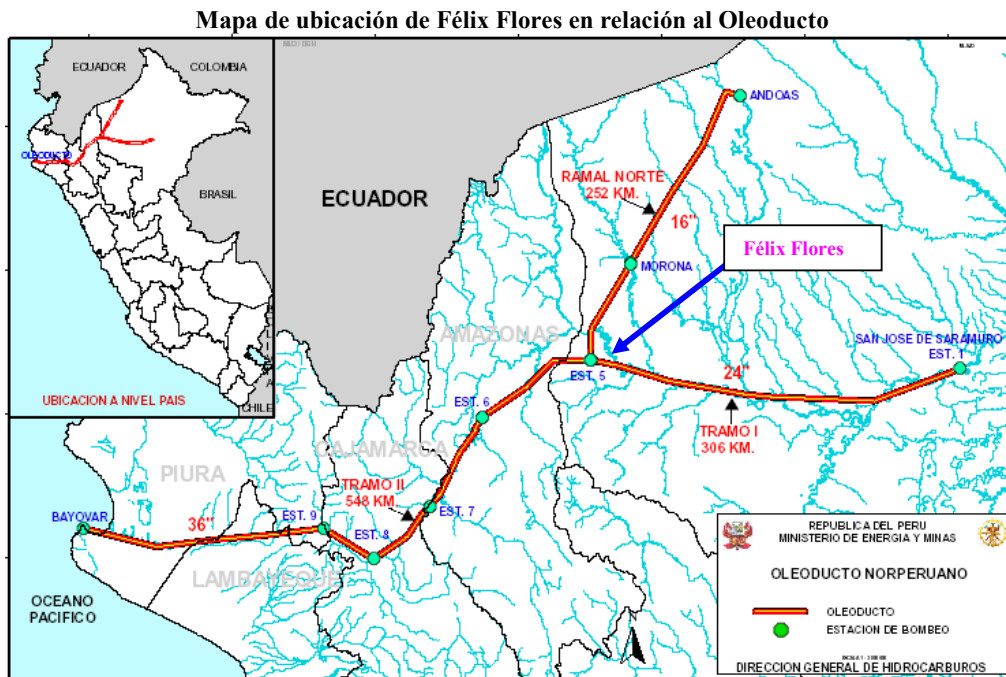 Mapa de ubicación de Félix Flores en relación al Oleoducto
ECUADOR
COLOMBIA
OLEODUCTO
BRASIL
CHILE
UBICACION A NIVEL PAIS
ECUADOR
ANDOAS
RAMAL NORTE
252 KM.
16"
Félix Flores
MORONA
AMAZONAS
SAN JOSE DE SARAMURO
EST. 1
EST. 5
24"
TRAMO I
306 KM.
EST. 6
CAJAMARCA
PIURA
TRAMO II
548 KM.
EST. 7
BAYOVAR
36"
EST. 9
EST. 8
LAMBAYEQUE
OCEANO
PACIFICO
N
REPUBLICA DEL PERU
MINISTERIO DE ENERGIA Y MINAS
OLEODUCTO NORPERUANO
OLEODUCTO
ESTACION DE BOMBEO
DIRECCION GENERAL DE HIDROCARBUROS